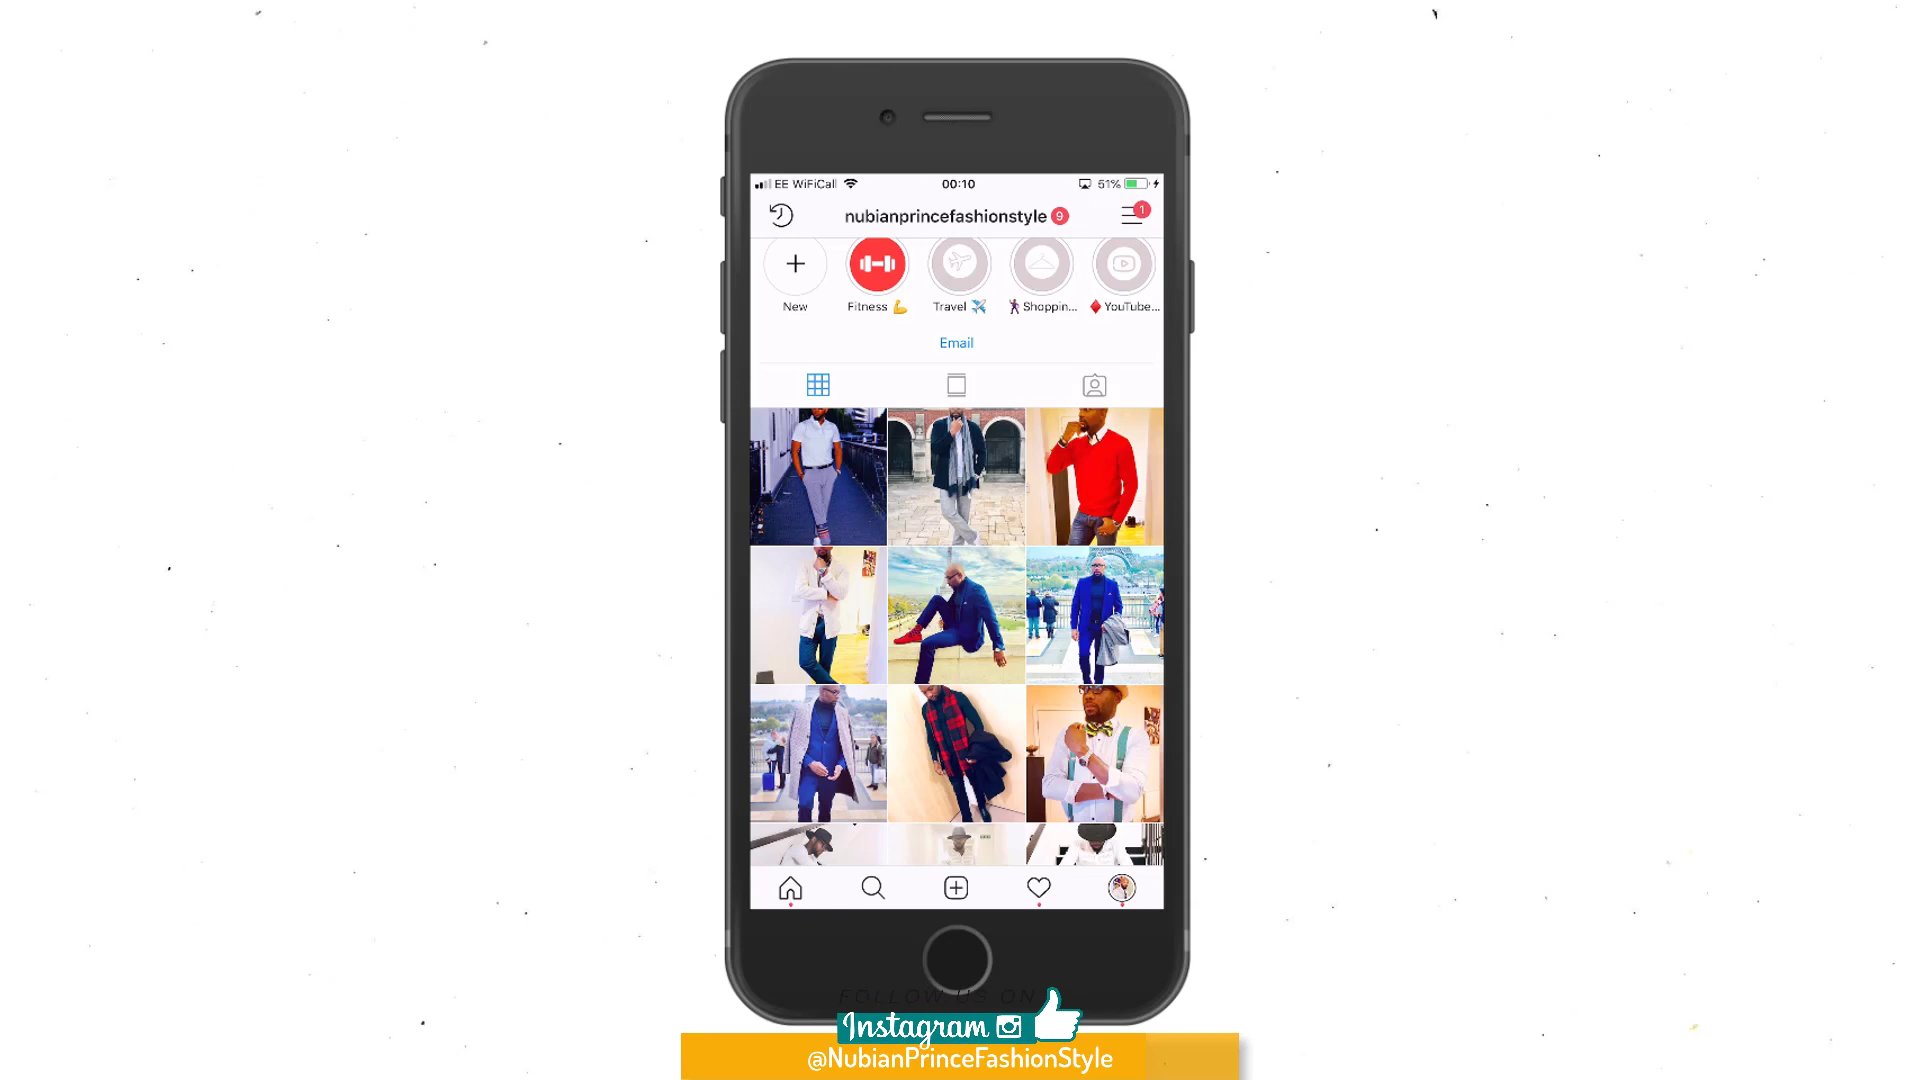 EE WiFiCall 00:10 51%
nubianprincefashionstyle 9 1
New Fitness 💪 Travel ✈️ 🕺Shoppin... ♦️ YouTube...
Email
FOLLOW US ON
Instagram
@NubianPrinceFashionStyle